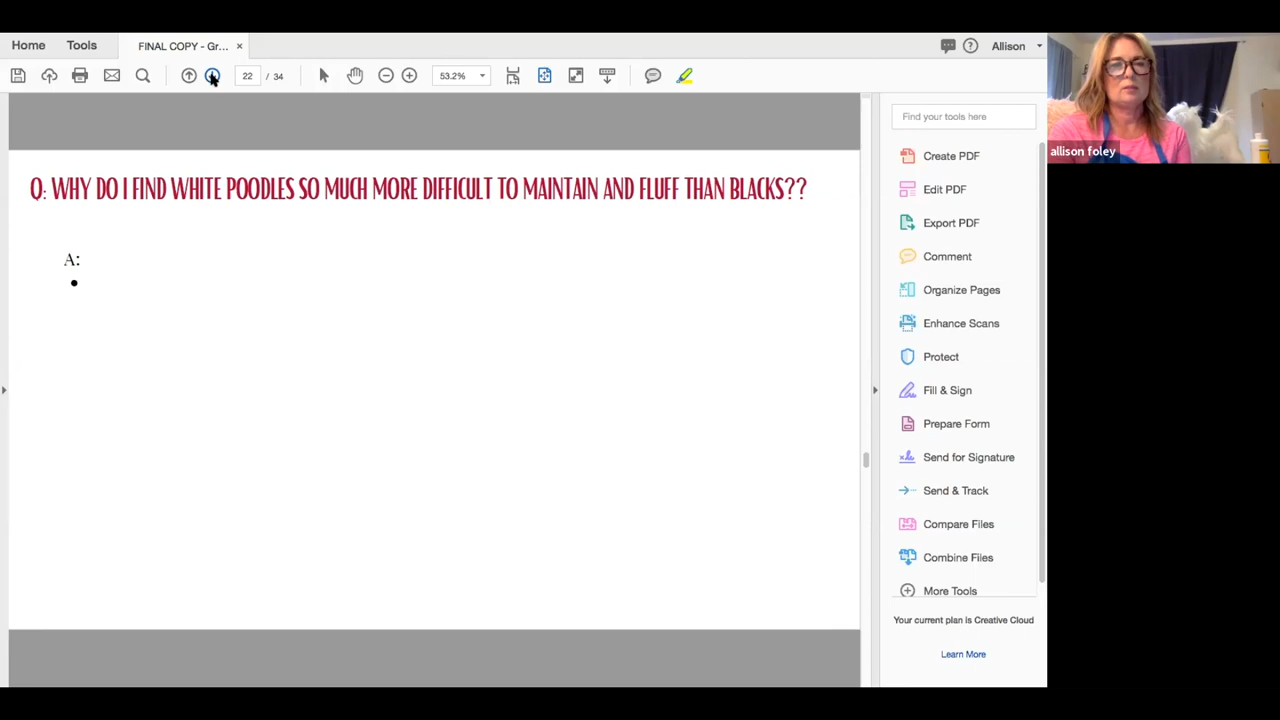 Home Tools FINAL COPY - Gr... × Allison
22 / 34 53.2%
allison foley
Find your tools here
Q: WHY DO I FIND WHITE POODLES SO MUCH MORE DIFFICULT TO MAINTAIN AND FLUFF THAN BLACKS??
A:
•
Create PDF
Edit PDF
Export PDF
Comment
Organize Pages
Enhance Scans
Protect
Fill & Sign
Prepare Form
Send for Signature
Send & Track
Compare Files
Combine Files
More Tools
Your current plan is Creative Cloud
Learn More